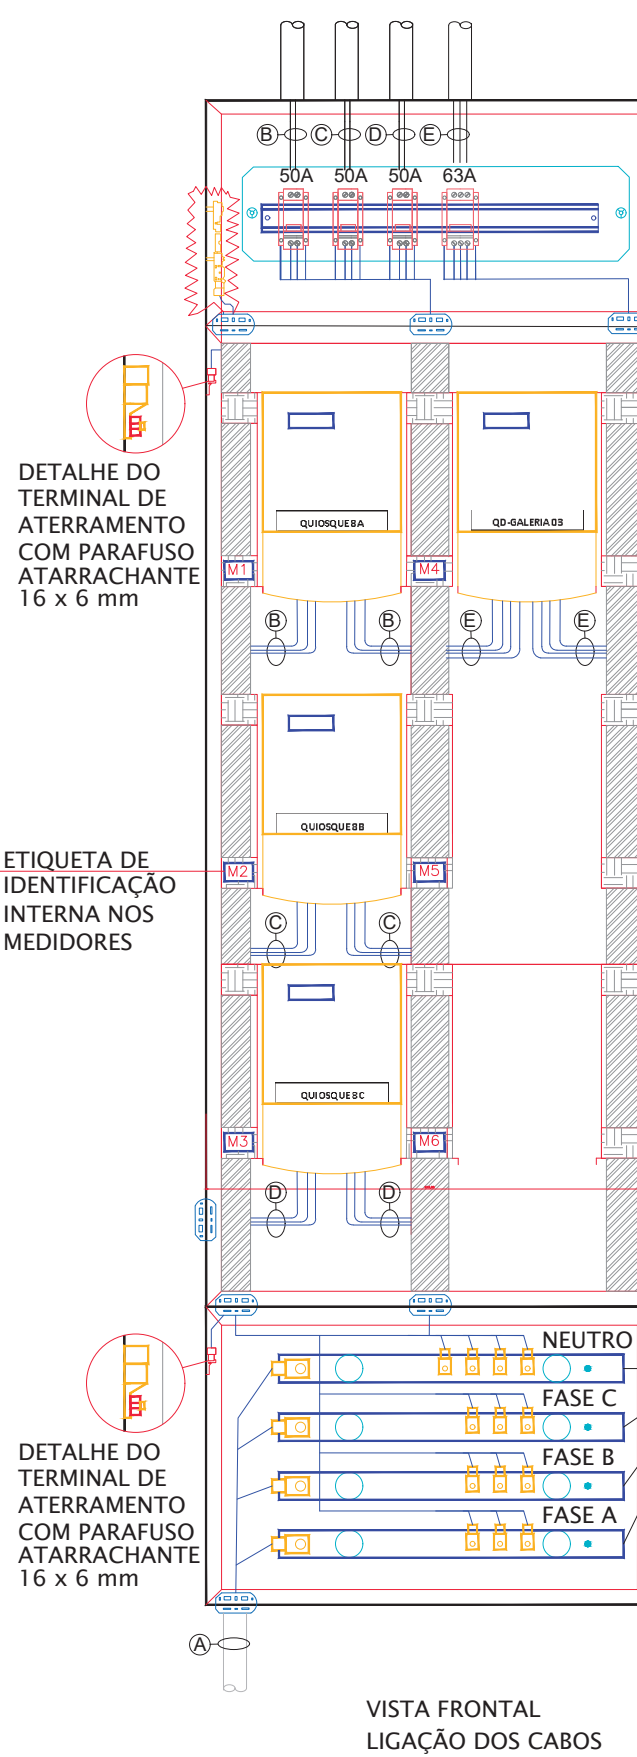 B C D E
50A 50A 50A 63A
DETALHE DO
TERMINAL DE
ATERRAMENTO
COM PARAFUSO
ATARRACHANTE
16 x 6 mm
QUIOSQUE 8A
QD-GALERIA 03
M1 M4
B B E E
QUIOSQUE 8B
ETIQUETA DE
IDENTIFICAÇÃO
INTERNA NOS
MEDIDORES
M2 M5
C C
QUIOSQUE 8C
M3 M6
D D
NEUTRO
FASE C
FASE B
FASE A
DETALHE DO
TERMINAL DE
ATERRAMENTO
COM PARAFUSO
ATARRACHANTE
16 x 6 mm
A
VISTA FRONTAL
LIGAÇÃO DOS CABOS